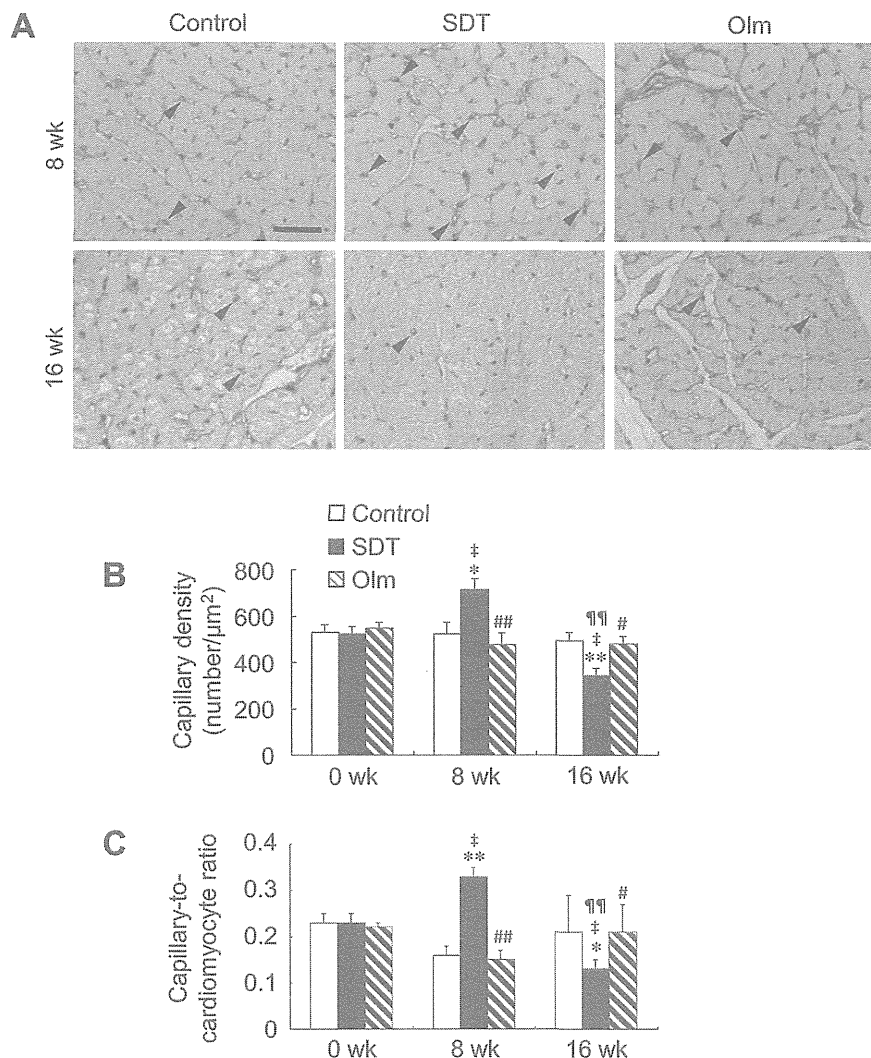 A
Control SDT Olm
8 wk
16 wk
B
Control
SDT
Olm
Capillary density
(number/μm²)
800
600
400
200
0
‡
*
##
¶¶
‡
**
#
0 wk 8 wk 16 wk
C
Capillary-to-
cardiomyocyte ratio
0.4
0.3
0.2
0.1
0
‡
**
##
¶¶
‡
*
#
0 wk 8 wk 16 wk